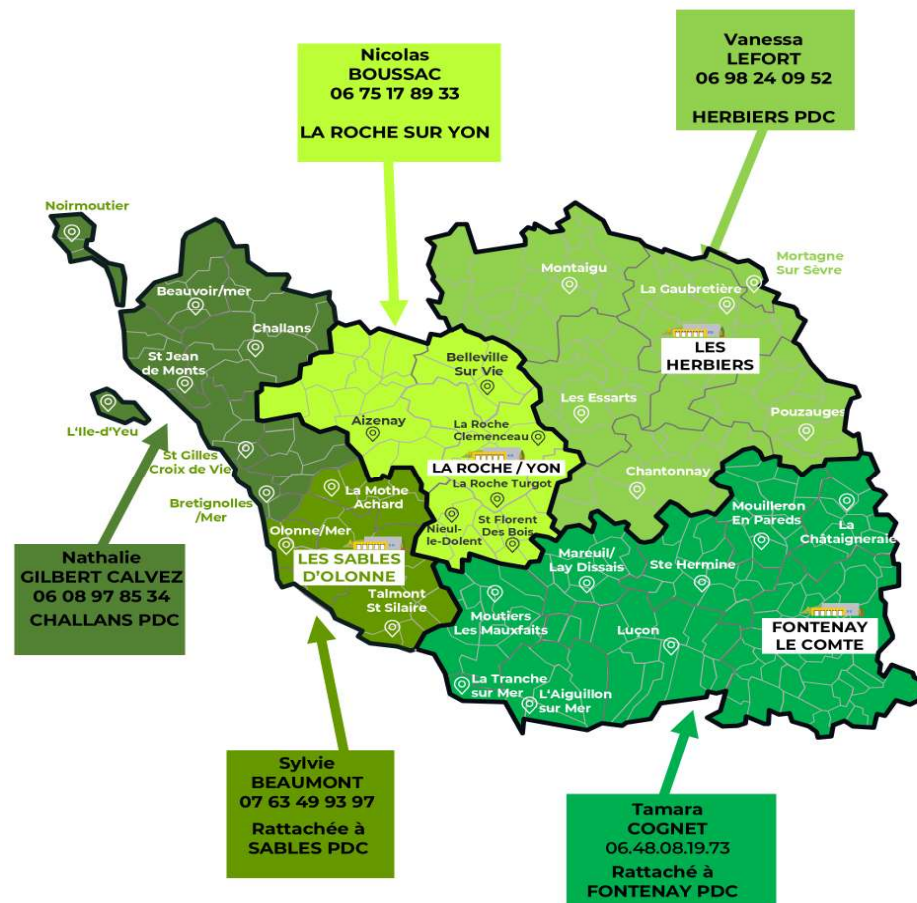 Nicolas
BOUSSAC
06 75 17 89 33
LA ROCHE SUR YON
Vanessa
LEFORT
06 98 24 09 52
HERBIERS PDC
Noirmoutier
Beauvoir/mer
Challans
St Jean
de Monts
L'Ile-d'Yeu
St Gilles
Croix de Vie
Bretignolles
/Mer
Montaigu
La Gaubretière
Mortagne
Sur Sèvre
LES
HERBIERS
Les Essarts
Pouzauges
Chantonnay
Belleville
Sur Vie
Aizenay
La Roche
Clemenceau
LA ROCHE / YON
La Roche Turgot
Nieul-
le-Dolent
St Florent
Des Bois
La Mothe
Achard
Olonne/Mer
LES SABLES
D'OLONNE
Talmont
St Silaire
Mouilleron
En Pareds
La
Châtaigneraie
Mareuil/
Lay Dissais
Ste Hermine
Moutiers
Les Mauxfaits
Luçon
FONTENAY
LE COMTE
La Tranche
sur Mer
L'Aiguillon
sur Mer
Nathalie
GILBERT CALVEZ
06 08 97 85 34
CHALLANS PDC
Sylvie
BEAUMONT
07 63 49 93 97
Rattachée à
SABLES PDC
Tamara
COGNET
06.48.08.19.73
Rattaché à
FONTENAY PDC